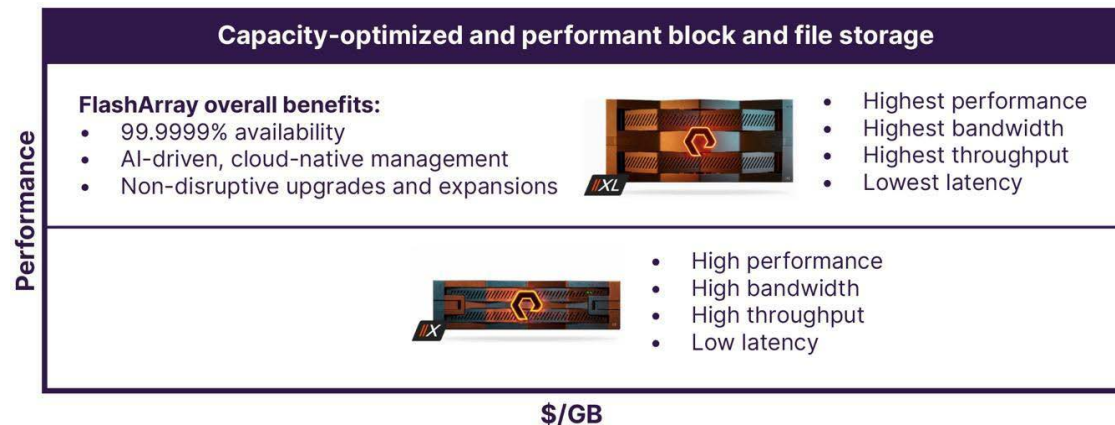 Capacity-optimized and performant block and file storage
FlashArray overall benefits:
• 99.9999% availability
• AI-driven, cloud-native management
• Non-disruptive upgrades and expansions
//XL
• Highest performance
• Highest bandwidth
• Highest throughput
• Lowest latency
Performance
//X
• High performance
• High bandwidth
• High throughput
• Low latency
$/GB